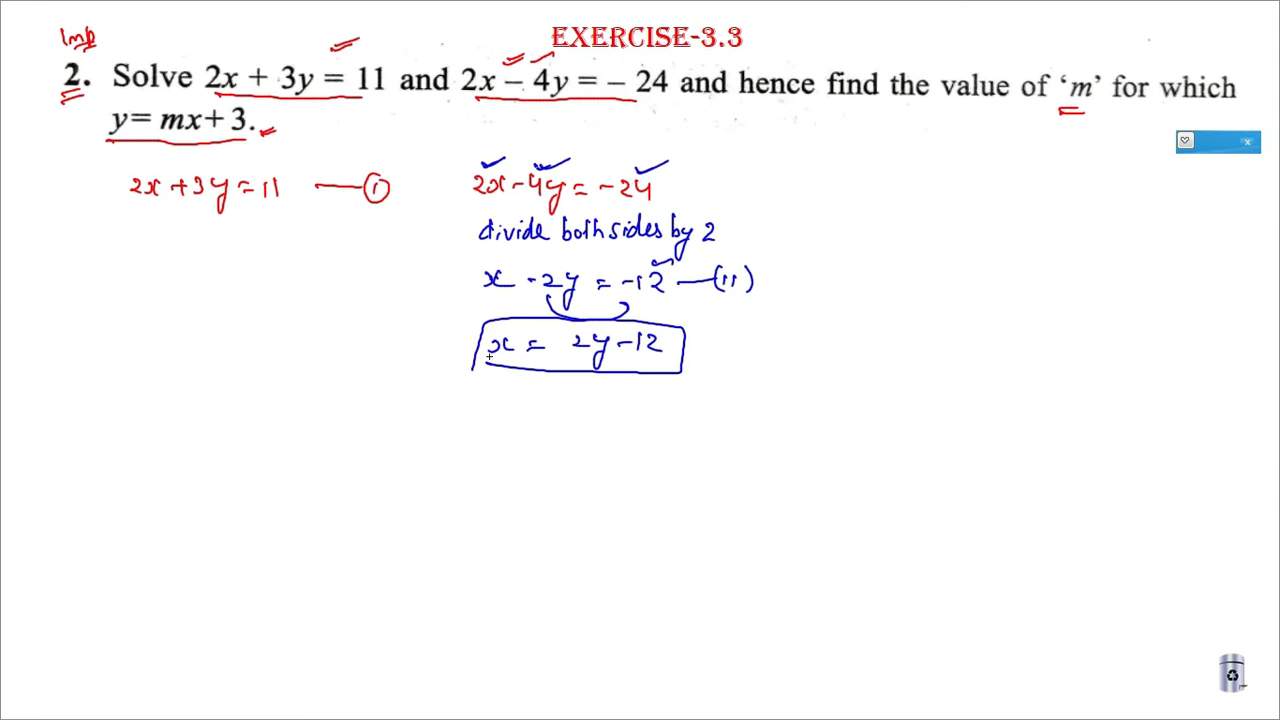 Imp
EXERCISE-3.3
2. Solve 2x + 3y = 11 and 2x – 4y = – 24 and hence find the value of ‘m’ for which
y= mx+ 3.
2x + 3y = 11 — ①
2x - 4y = - 24
divide both sides by 2
x - 2y = -12 — (11)
x = 2y - 12